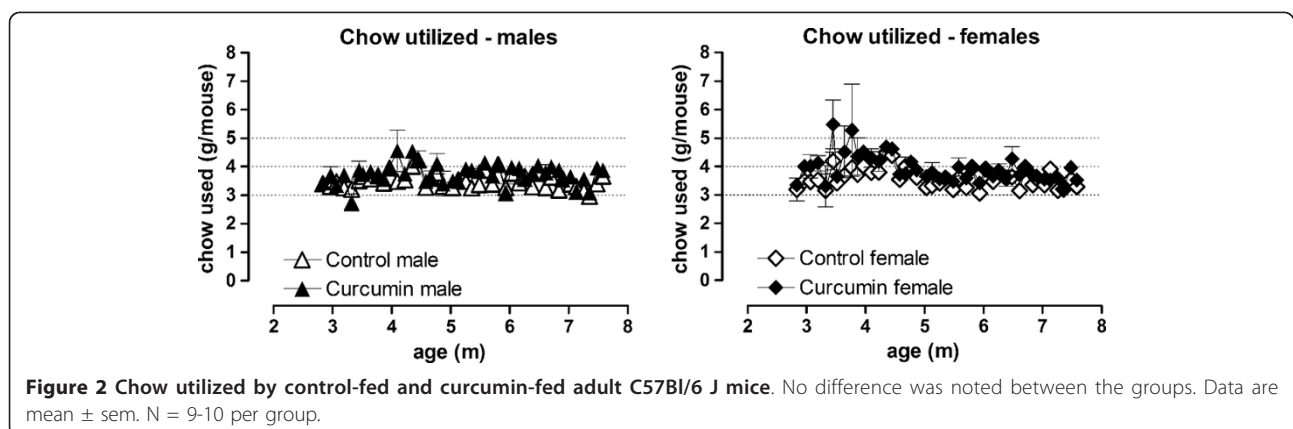 Chow utilized - males
8
7
6
5
4
3
2
1
0
chow used (g/mouse)
Control male
Curcumin male
2 3 4 5 6 7 8
age (m)
Chow utilized - females
8
7
6
5
4
3
2
1
0
chow used (g/mouse)
Control female
Curcumin female
2 3 4 5 6 7 8
age (m)
Figure 2 Chow utilized by control-fed and curcumin-fed adult C57Bl/6 J mice. No difference was noted between the groups. Data are
mean ± sem. N = 9-10 per group.